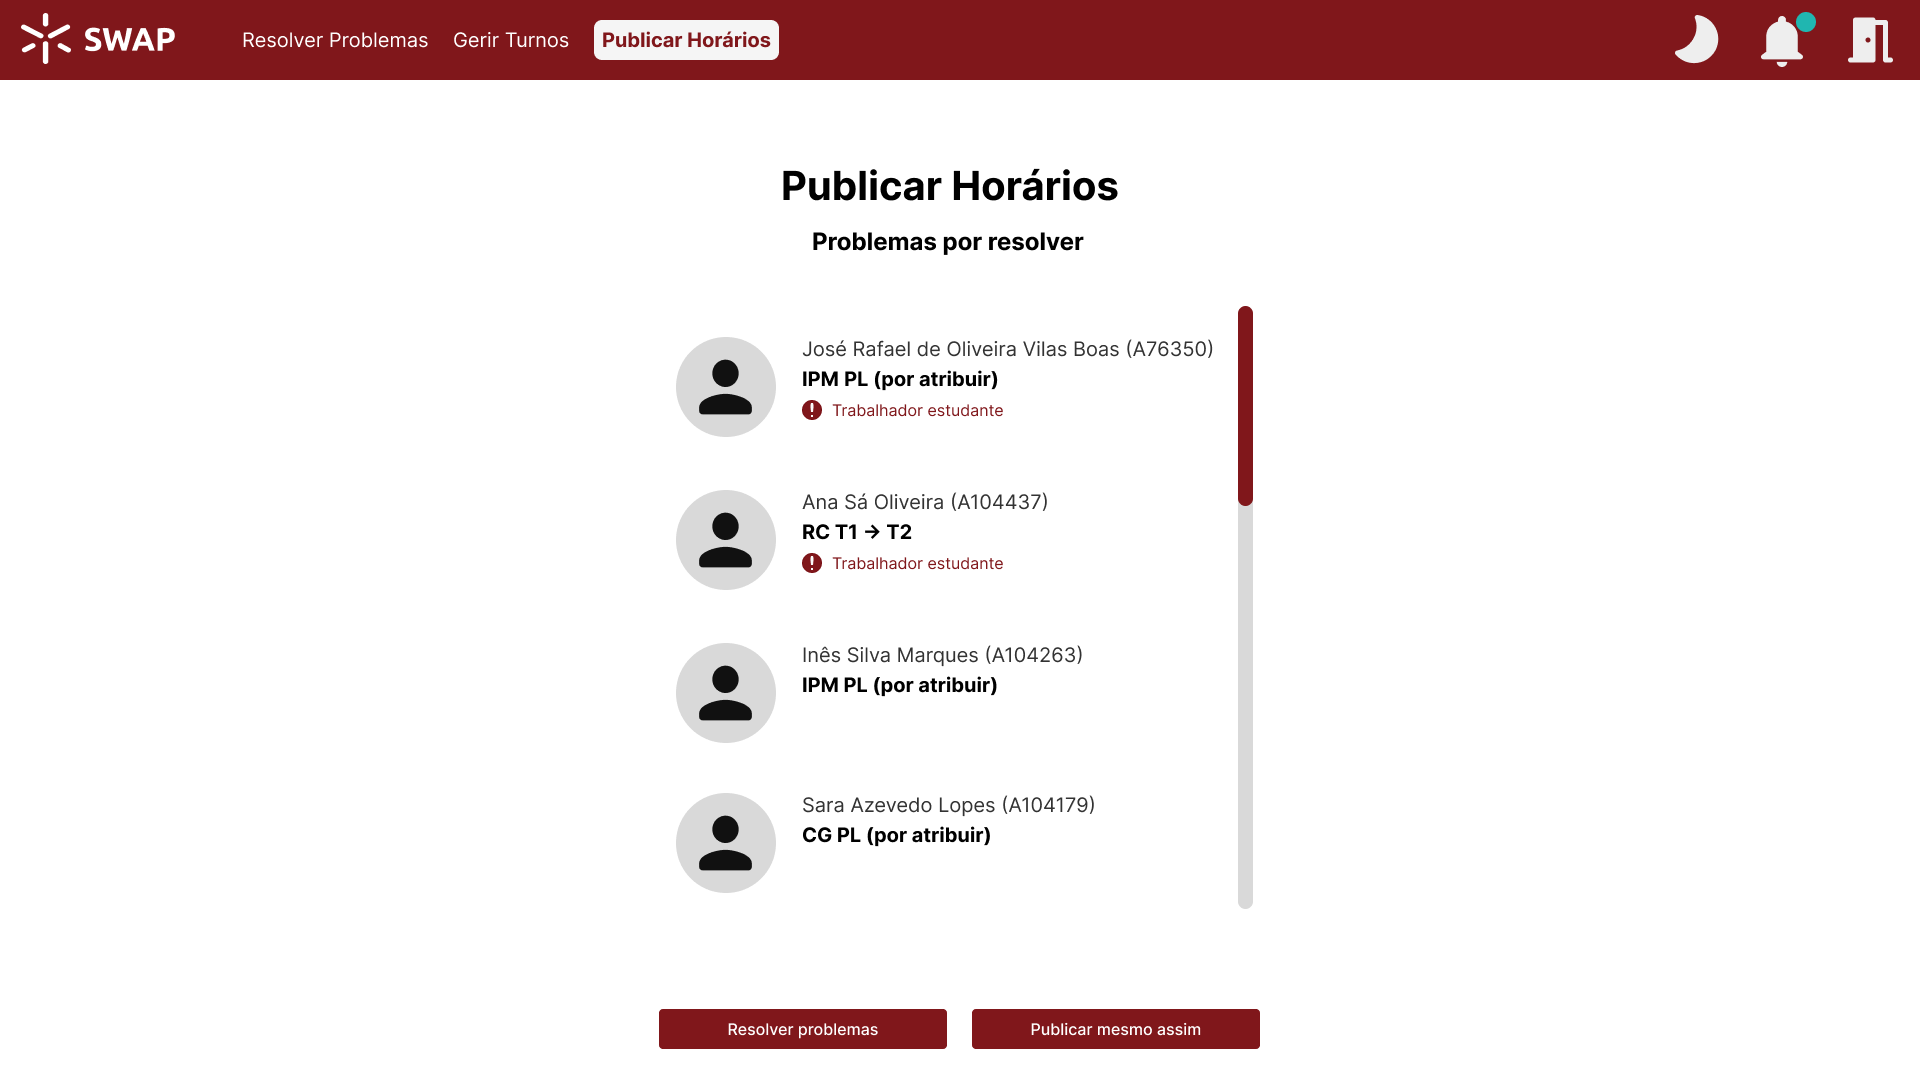 SWAP
Resolver Problemas
Gerir Turnos
Publicar Horários
Publicar Horários
Problemas por resolver
José Rafael de Oliveira Vilas Boas (A76350)
IPM PL (por atribuir)
Trabalhador estudante
Ana Sá Oliveira (A104437)
RC T1 → T2
Trabalhador estudante
Inês Silva Marques (A104263)
IPM PL (por atribuir)
Sara Azevedo Lopes (A104179)
CG PL (por atribuir)
Resolver problemas
Publicar mesmo assim